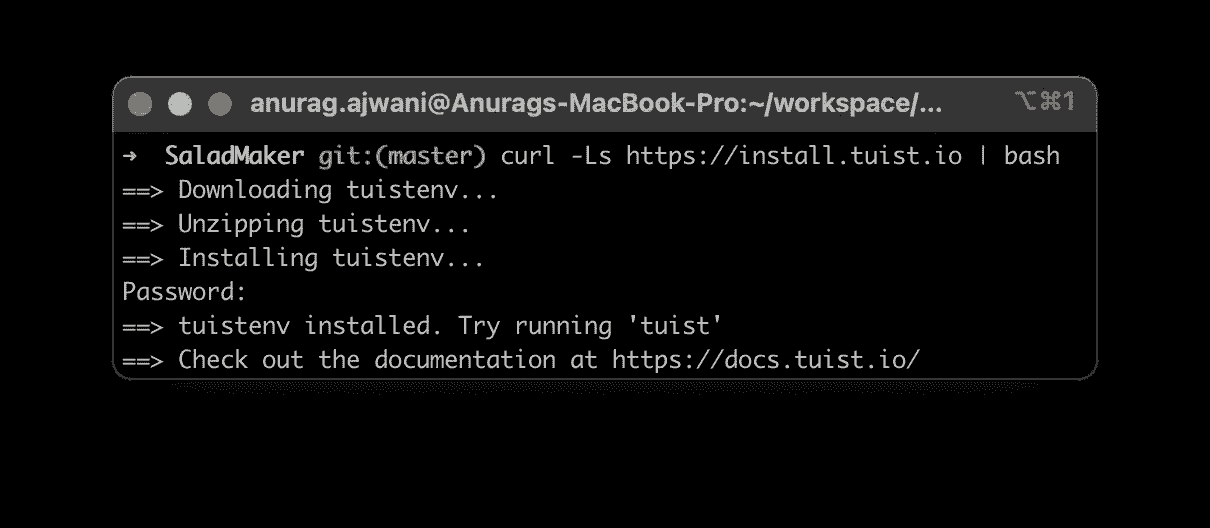 anurag.ajwani@Anurags-MacBook-Pro:~/workspace/... ⌥⌘1
➜ SaladMaker git:(master) curl -Ls https://install.tuist.io | bash
==> Downloading tuistenv...
==> Unzipping tuistenv...
==> Installing tuistenv...
Password:
==> tuistenv installed. Try running 'tuist'
==> Check out the documentation at https://docs.tuist.io/